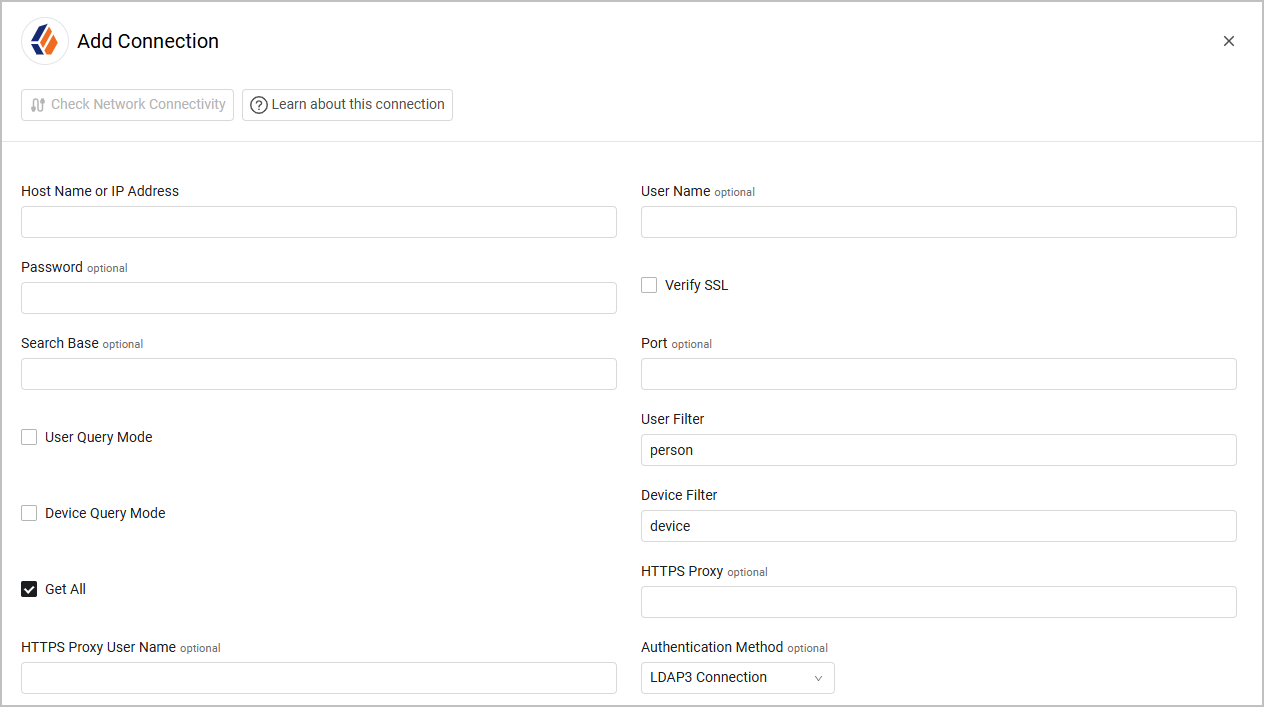 Add Connection
Check Network Connectivity
Learn about this connection
Host Name or IP Address
User Name optional
Password optional
Verify SSL
Search Base optional
Port optional
User Query Mode
User Filter
person
Device Query Mode
Device Filter
device
Get All
HTTPS Proxy optional
HTTPS Proxy User Name optional
Authentication Method optional
LDAP3 Connection